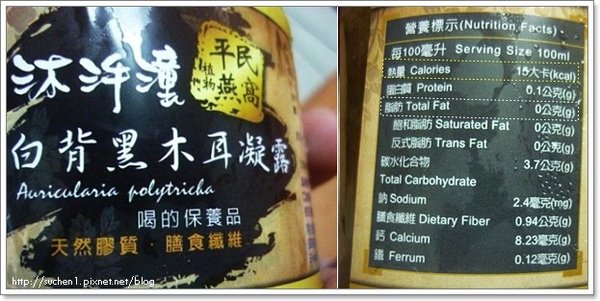 沐汗潼
平民
植物
燕窩
白背黑木耳凝露
Auricularia polytricha
喝的保養品
天然膠質·膳食纖維
http://suchen1.pixnet.net/blog
營養標示(Nutrition Facts)
每100毫升 Serving Size 100ml
熱量 Calories 15大卡(kcal)
蛋白質 Protein 0.1公克(g)
脂肪 Total Fat 0公克(g)
飽和脂肪 Saturated Fat 0公克(g)
反式脂肪 Trans Fat 0公克(g)
碳水化合物 3.7公克(g)
Total Carbohydrate
鈉 Sodium 2.4毫克(mg)
膳食纖維 Dietary Fiber 0.94公克(g)
鈣 Calcium 8.23毫克(mg)
鐵 Ferrum 0.12毫克(mg)